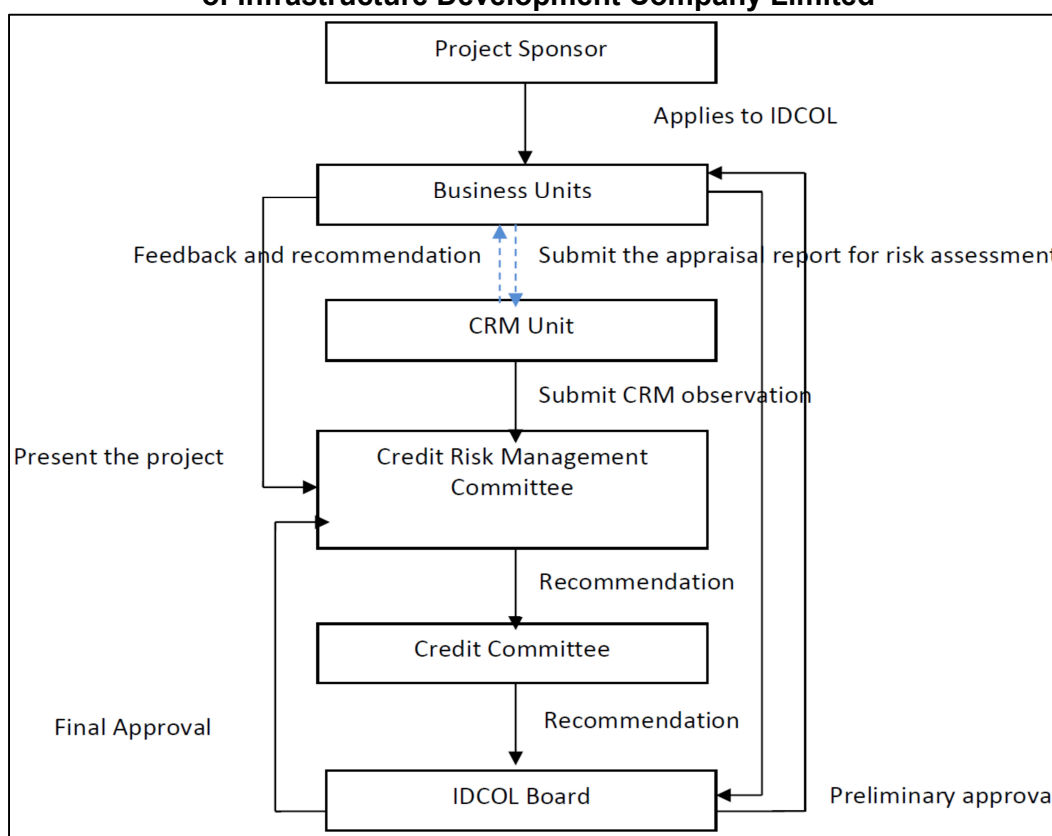 of Infrastructure Development Company Limited
Project Sponsor
Applies to IDCOL
Business Units
Feedback and recommendation
Submit the appraisal report for risk assessment
CRM Unit
Submit CRM observation
Present the project
Credit Risk Management
Committee
Recommendation
Credit Committee
Final Approval
Recommendation
IDCOL Board
Preliminary approva